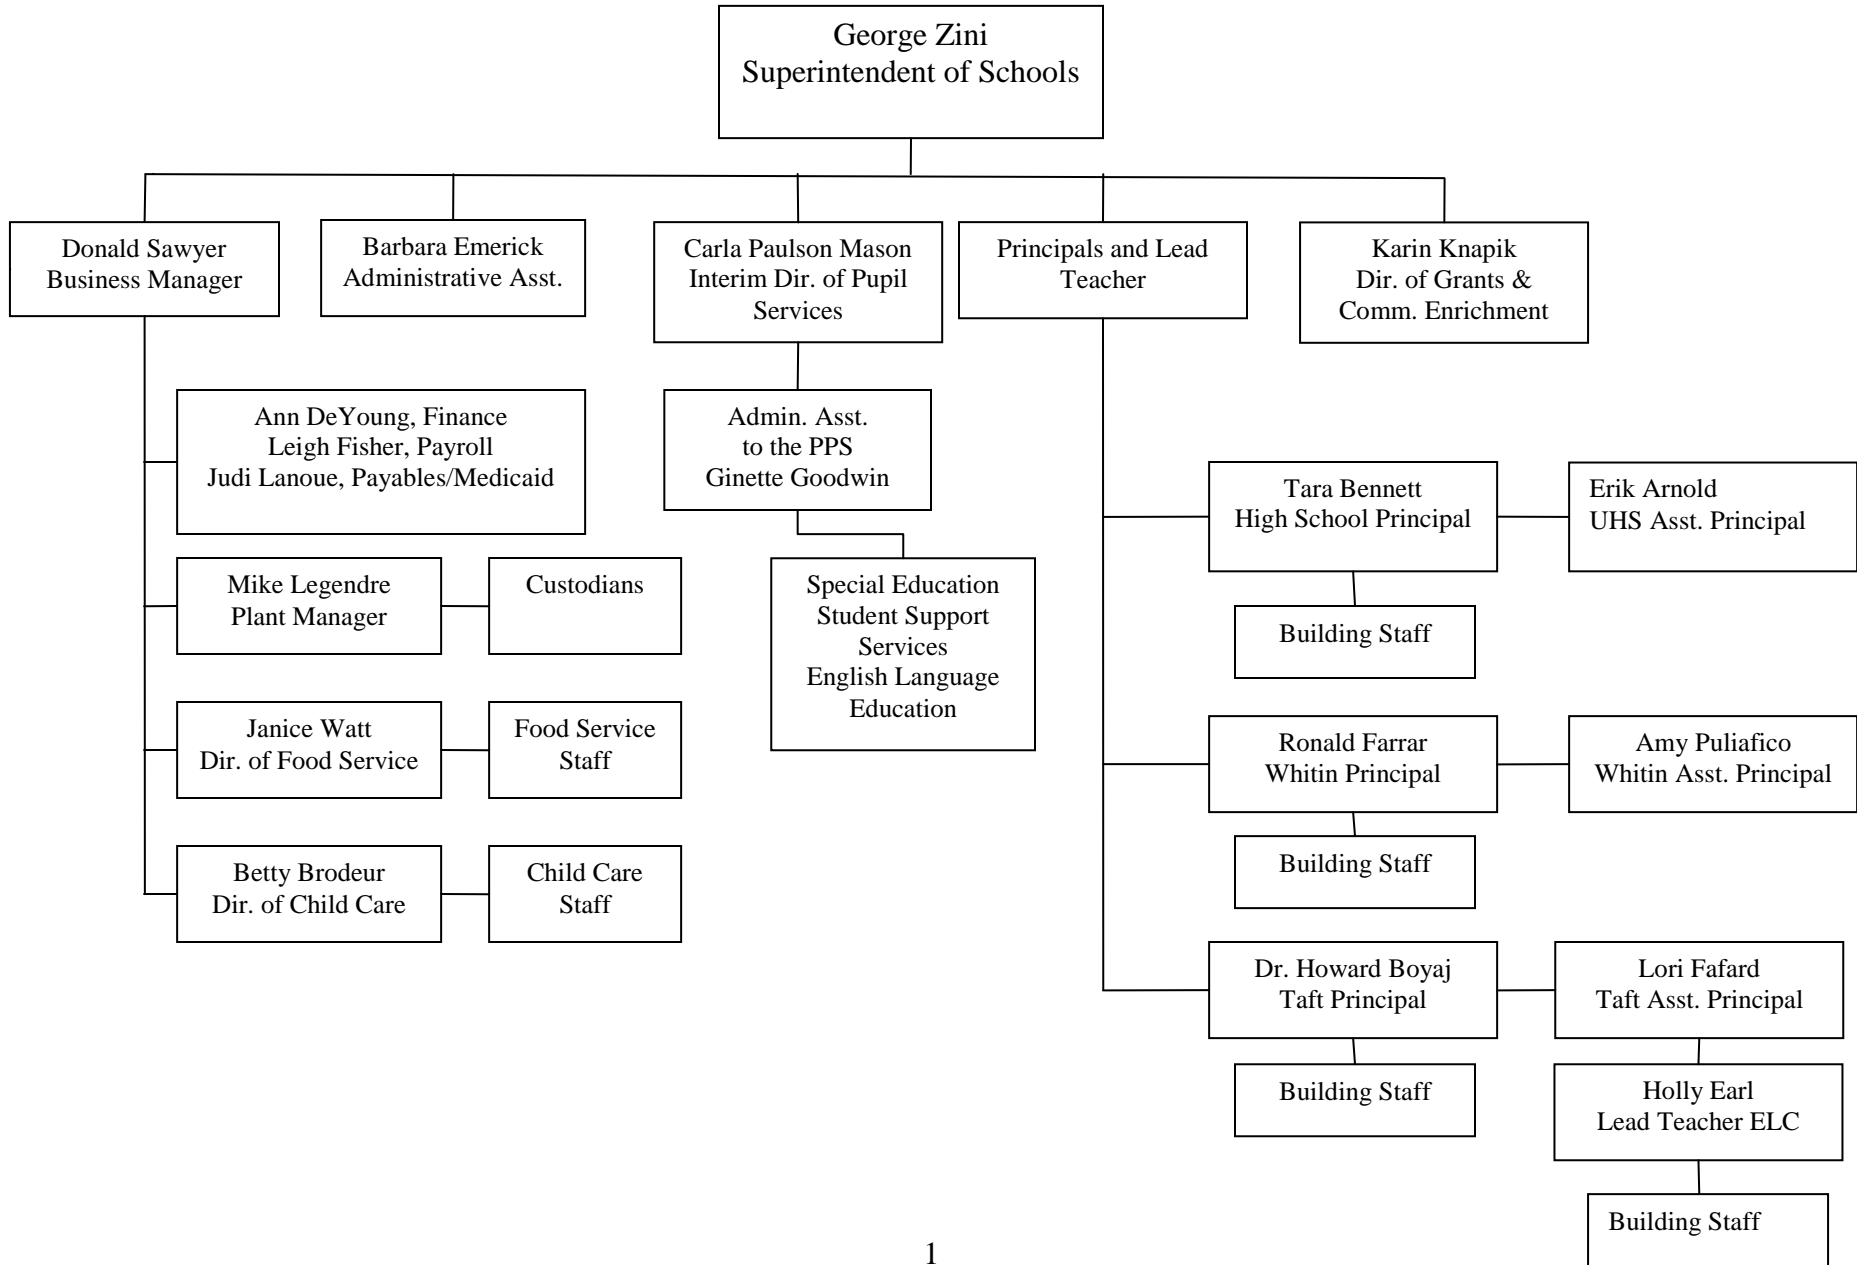 George Zini
Superintendent of Schools
Donald Sawyer
Business Manager
Barbara Emerick
Administrative Asst.
Carla Paulson Mason
Interim Dir. of Pupil
Services
Principals and Lead
Teacher
Karin Knapik
Dir. of Grants &
Comm. Enrichment
Ann DeYoung, Finance
Leigh Fisher, Payroll
Judi Lanoue, Payables/Medicaid
Mike Legendre
Plant Manager
Custodians
Janice Watt
Dir. of Food Service
Food Service
Staff
Betty Brodeur
Dir. of Child Care
Child Care
Staff
Admin. Asst.
to the PPS
Ginette Goodwin
Special Education
Student Support
Services
English Language
Education
Tara Bennett
High School Principal
Erik Arnold
UHS Asst. Principal
Building Staff
Ronald Farrar
Whitin Principal
Amy Puliafico
Whitin Asst. Principal
Building Staff
Dr. Howard Boyaj
Taft Principal
Lori Fafard
Taft Asst. Principal
Building Staff
Holly Earl
Lead Teacher ELC
Building Staff
1